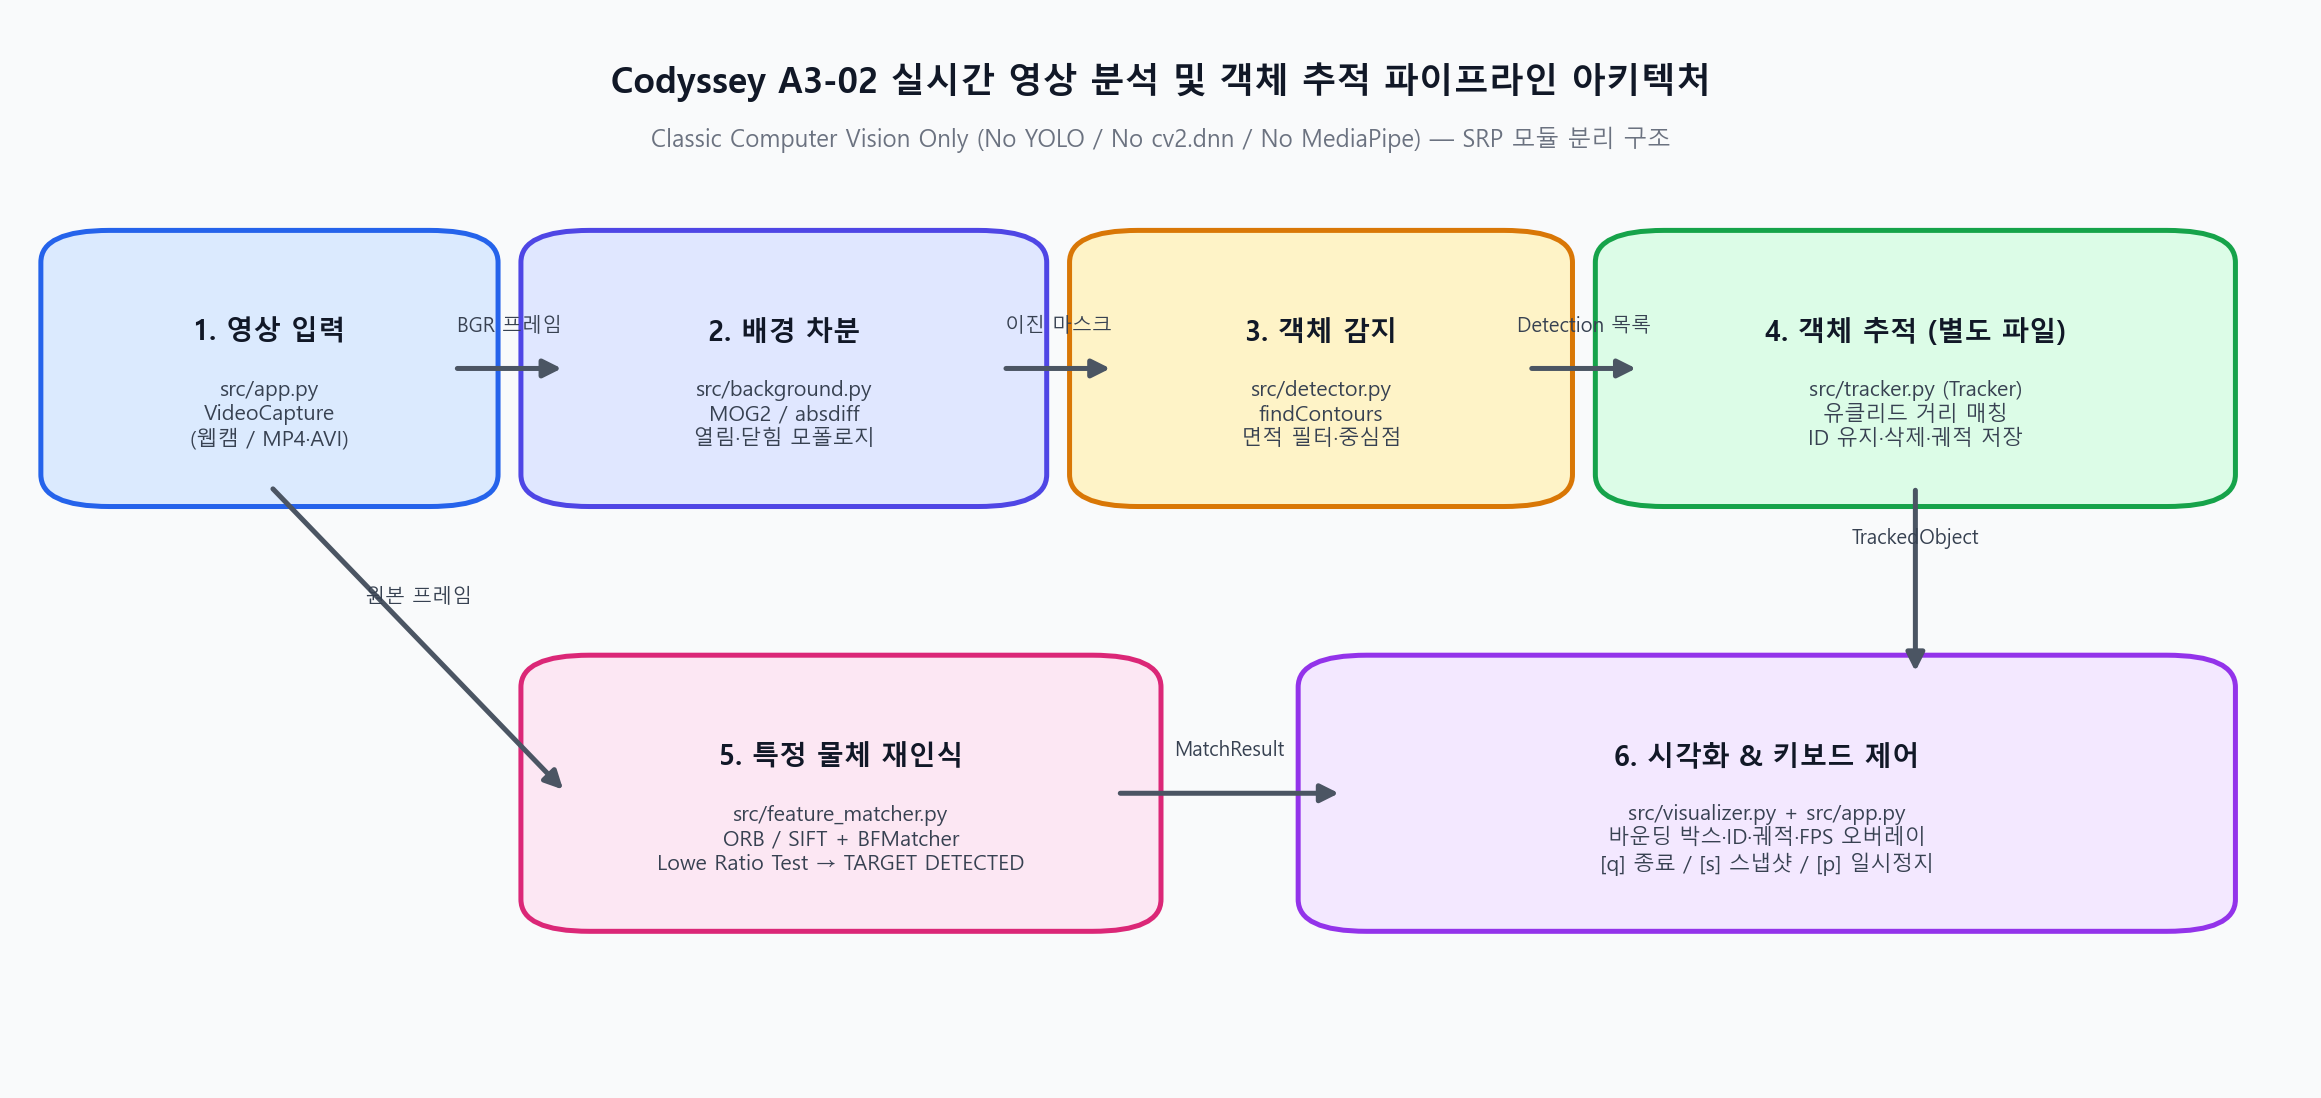 Codyssey A3-02 실시간 영상 분석 및 객체 추적 파이프라인 아키텍처
Classic Computer Vision Only (No YOLO / No cv2.dnn / No MediaPipe) — SRP 모듈 분리 구조
1. 영상 입력
src/app.py
VideoCapture
(웹캠 / MP4·AVI)
BGR 프레임
2. 배경 차분
src/background.py
MOG2 / absdiff
열림·닫힘 모폴로지
이진 마스크
3. 객체 감지
src/detector.py
findContours
면적 필터·중심점
Detection 목록
4. 객체 추적 (별도 파일)
src/tracker.py (Tracker)
유클리드 거리 매칭
ID 유지·삭제·궤적 저장
TrackedObject
원본 프레임
5. 특정 물체 재인식
src/feature_matcher.py
ORB / SIFT + BFMatcher
Lowe Ratio Test → TARGET DETECTED
MatchResult
6. 시각화 & 키보드 제어
src/visualizer.py + src/app.py
바운딩 박스·ID·궤적·FPS 오버레이
[q] 종료 / [s] 스냅샷 / [p] 일시정지